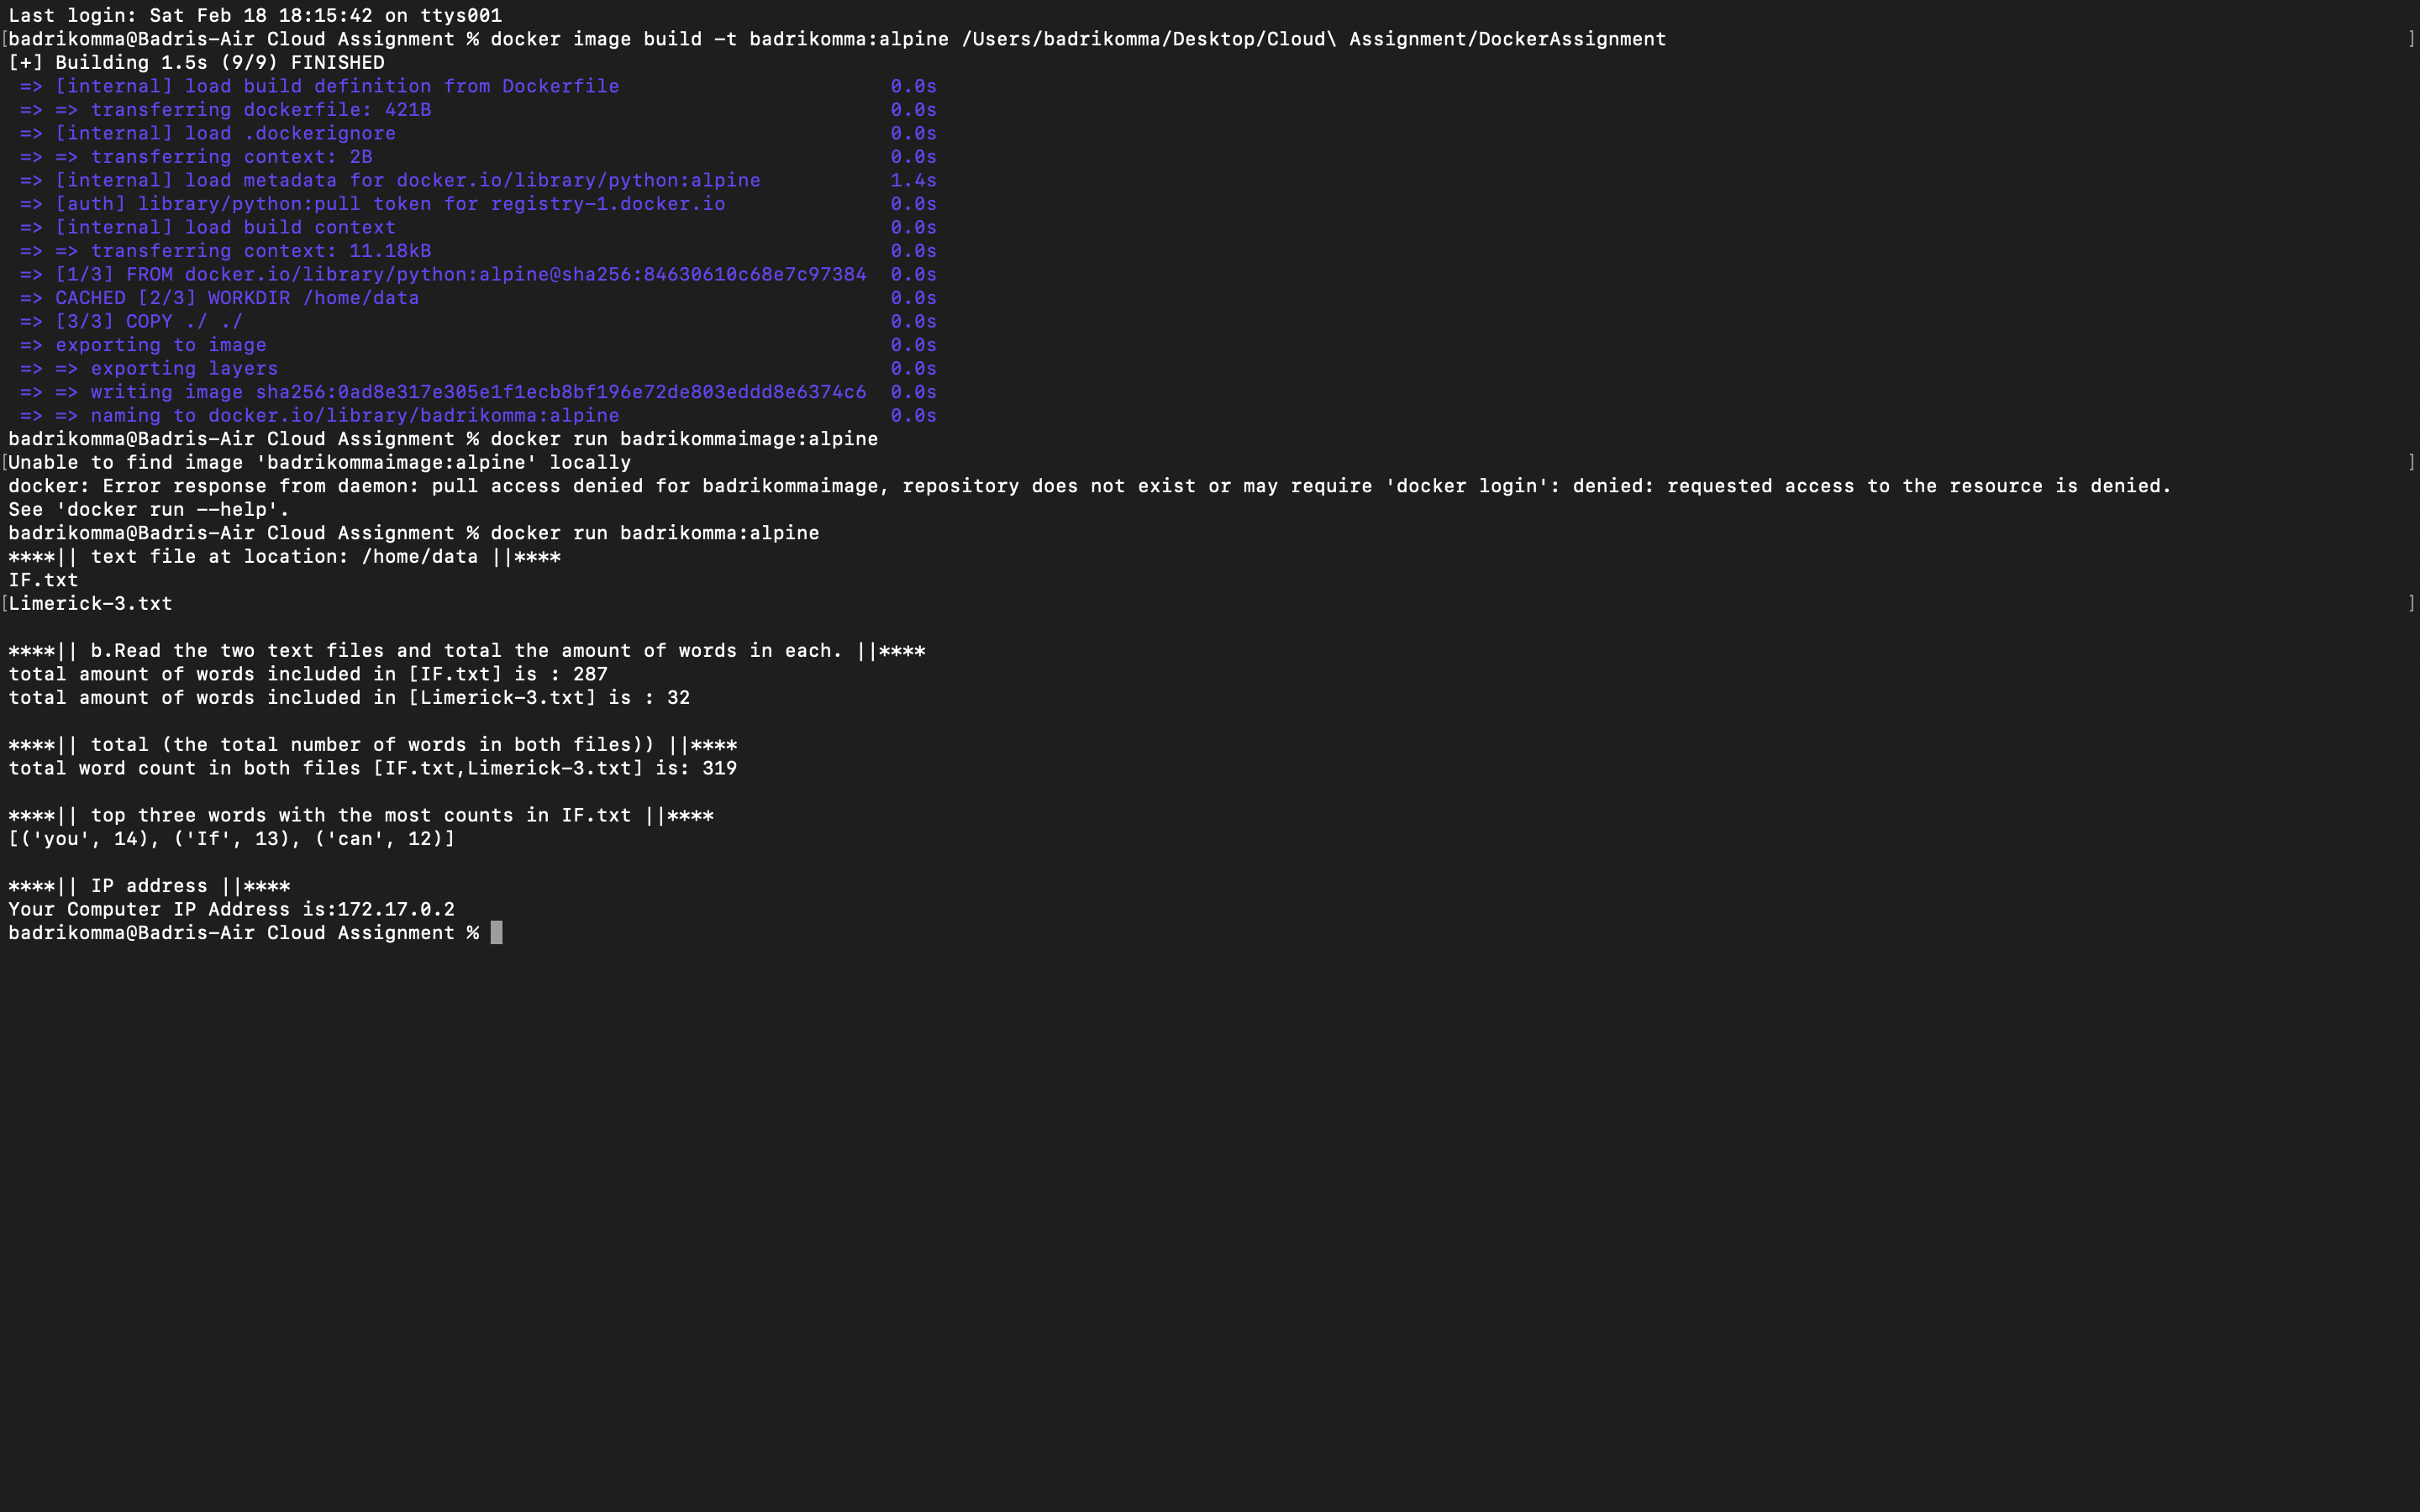 Last login: Sat Feb 18 18:15:42 on ttys001
[badrikomma@Badris-Air Cloud Assignment % docker image build -t badrikomma:alpine /Users/badrikomma/Desktop/Cloud\ Assignment/DockerAssignment ]
[+] Building 1.5s (9/9) FINISHED
=> [internal] load build definition from Dockerfile 0.0s
=> => transferring dockerfile: 421B 0.0s
=> [internal] load .dockerignore 0.0s
=> => transferring context: 2B 0.0s
=> [internal] load metadata for docker.io/library/python:alpine 1.4s
=> [auth] library/python:pull token for registry-1.docker.io 0.0s
=> [internal] load build context 0.0s
=> => transferring context: 11.18kB 0.0s
=> [1/3] FROM docker.io/library/python:alpine@sha256:84630610c68e7c97384 0.0s
=> CACHED [2/3] WORKDIR /home/data 0.0s
=> [3/3] COPY ./ ./ 0.0s
=> exporting to image 0.0s
=> => exporting layers 0.0s
=> => writing image sha256:0ad8e317e305e1f1ecb8bf196e72de803eddd8e6374c6 0.0s
=> => naming to docker.io/library/badrikomma:alpine 0.0s
badrikomma@Badris-Air Cloud Assignment % docker run badrikommaimage:alpine
[Unable to find image 'badrikommaimage:alpine' locally ]
docker: Error response from daemon: pull access denied for badrikommaimage, repository does not exist or may require 'docker login': denied: requested access to the resource is denied.
See 'docker run --help'.
badrikomma@Badris-Air Cloud Assignment % docker run badrikomma:alpine
****|| text file at location: /home/data ||****
IF.txt
[Limerick-3.txt ]
****|| b.Read the two text files and total the amount of words in each. ||****
total amount of words included in [IF.txt] is : 287
total amount of words included in [Limerick-3.txt] is : 32
****|| total (the total number of words in both files)) ||****
total word count in both files [IF.txt,Limerick-3.txt] is: 319
****|| top three words with the most counts in IF.txt ||****
[('you', 14), ('If', 13), ('can', 12)]
****|| IP address ||****
Your Computer IP Address is:172.17.0.2
badrikomma@Badris-Air Cloud Assignment %